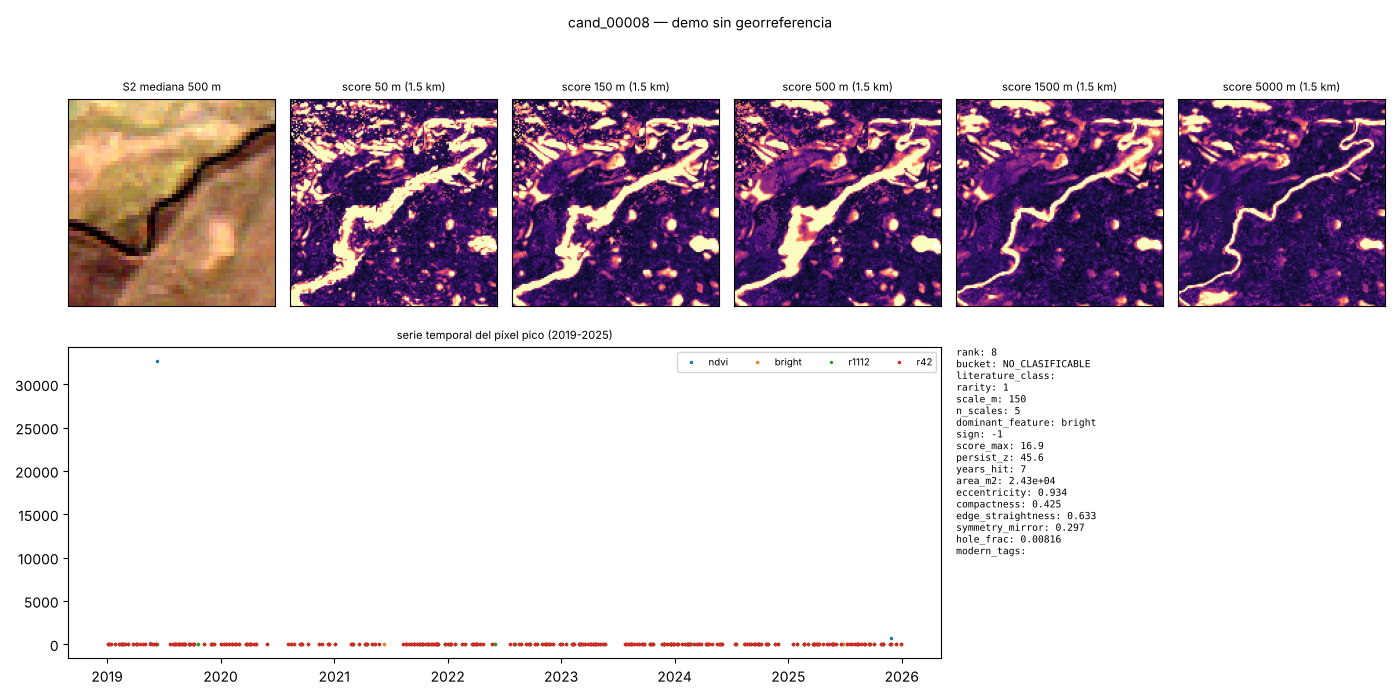 cand_00008 — demo sin georreferencia
S2 mediana 500 m
score 50 m (1.5 km)
score 150 m (1.5 km)
score 500 m (1.5 km)
score 1500 m (1.5 km)
score 5000 m (1.5 km)
serie temporal del píxel pico (2019-2025)
ndvi
bright
r1112
r42
30000
25000
20000
15000
10000
5000
0
2019
2020
2021
2022
2023
2024
2025
2026
rank: 8
bucket: NO_CLASIFICABLE
literature_class:
rarity: 1
scale_m: 150
n_scales: 5
dominant_feature: bright
sign: -1
score_max: 16.9
persist_z: 45.6
years_hit: 7
area_m2: 2.43e+04
eccentricity: 0.934
compactness: 0.425
edge_straightness: 0.633
symmetry_mirror: 0.297
hole_frac: 0.00816
modern_tags: